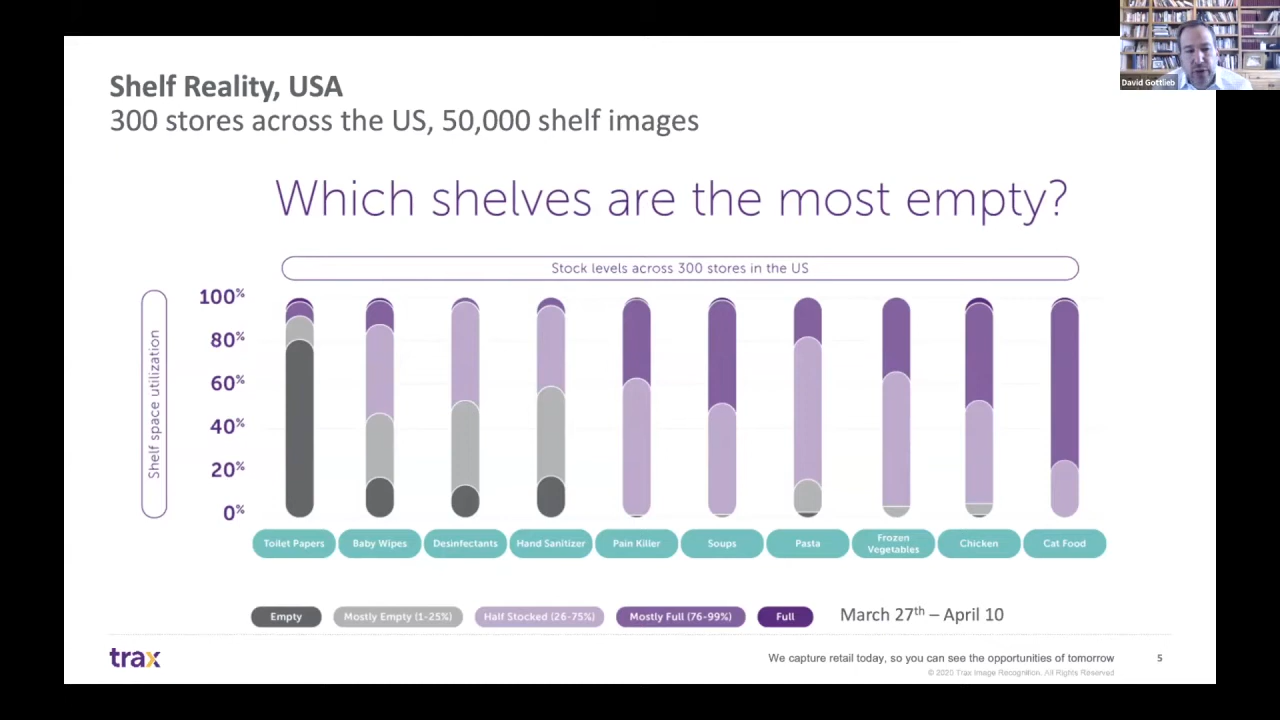 David Gottlieb
Shelf Reality, USA
300 stores across the US, 50,000 shelf images
Which shelves are the most empty?
Stock levels across 300 stores in the US
Shelf space utilization
100%
80%
60%
40%
20%
0%
Toilet Papers
Baby Wipes
Desinfectants
Hand Sanitizer
Pain Killer
Soups
Pasta
Frozen
Vegetables
Chicken
Cat Food
Empty
Mostly Empty (1-25%)
Half Stocked (26-75%)
Mostly Full (76-99%)
Full
March 27th – April 10
trax
We capture retail today, so you can see the opportunities of tomorrow
5
© 2020 Trax Image Recognition. All Rights Reserved